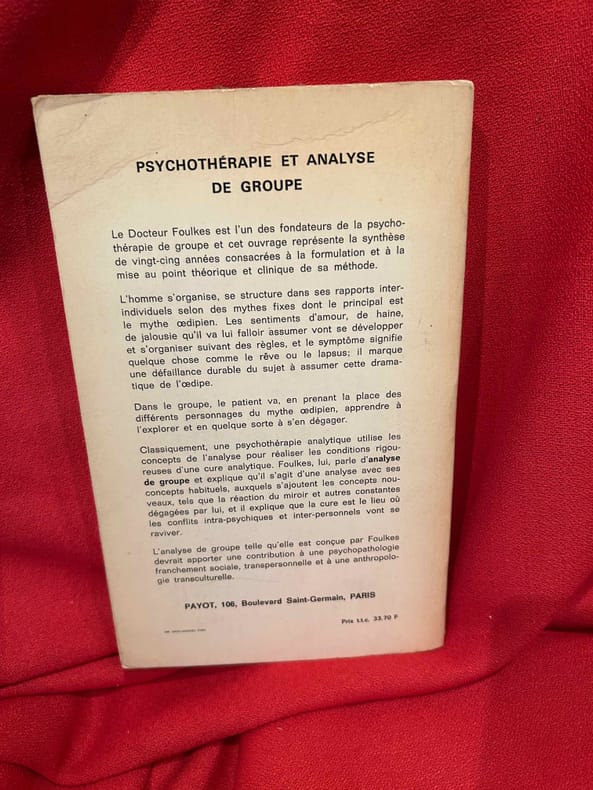 PSYCHOTHÉRAPIE ET ANALYSE
DE GROUPE
Le Docteur Foulkes est l'un des fondateurs de la psycho-
thérapie de groupe et cet ouvrage représente la synthèse
de vingt-cinq années consacrées à la formulation et à la
mise au point théorique et clinique de sa méthode.
L'homme s'organise, se structure dans ses rapports inter-
individuels selon des mythes fixes dont le principal est
le mythe œdipien. Les sentiments d'amour, de haine,
de jalousie qu'il va lui falloir assumer vont se développer
et s'organiser suivant des règles, et le symptôme signifie
quelque chose comme le rêve ou le lapsus; il marque
une défaillance durable du sujet à assumer cette drama-
tique de l'œdipe.
Dans le groupe, le patient va, en prenant la place des
différents personnages du mythe œdipien, apprendre à
l'explorer et en quelque sorte à s'en dégager.
Classiquement, une psychothérapie analytique utilise les
concepts de l'analyse pour réaliser les conditions rigou-
reuses d'une cure analytique. Foulkes, lui, parle d'analyse
de groupe et explique qu'il s'agit d'une analyse avec ses
concepts habituels, auxquels s'ajoutent les concepts nou-
veaux, tels que la réaction du miroir et autres constantes
dégagées par lui, et il explique que la cure est le lieu où
les conflits intra-psychiques et inter-personnels vont se
raviver.
L'analyse de groupe telle qu'elle est conçue par Foulkes
devrait apporter une contribution à une psychopathologie
franchement sociale, transpersonnelle et à une anthropolo-
gie transculturelle.
PAYOT, 106, Boulevard Saint-Germain, PARIS
Prix t.t.c. 33,70 F